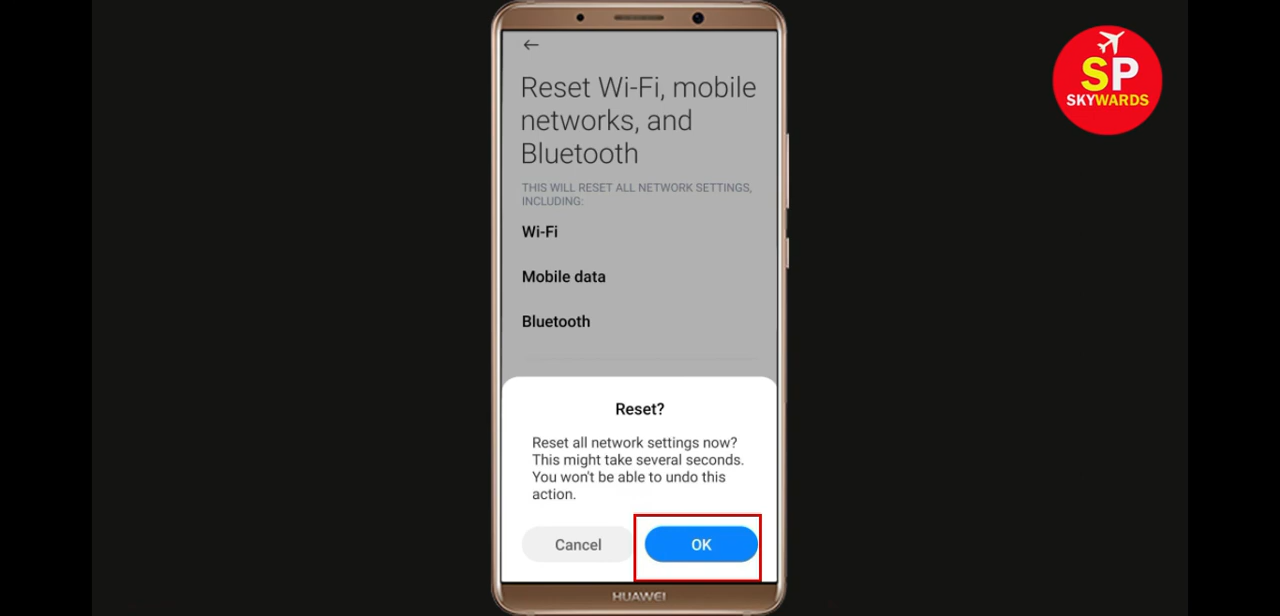 Reset Wi-Fi, mobile
networks, and
Bluetooth
THIS WILL RESET ALL NETWORK SETTINGS,
INCLUDING:
Wi-Fi
Mobile data
Bluetooth
Reset?
Reset all network settings now?
This might take several seconds.
You won't be able to undo this
action.
Cancel
OK
HUAWEI
SP
SKYWARDS